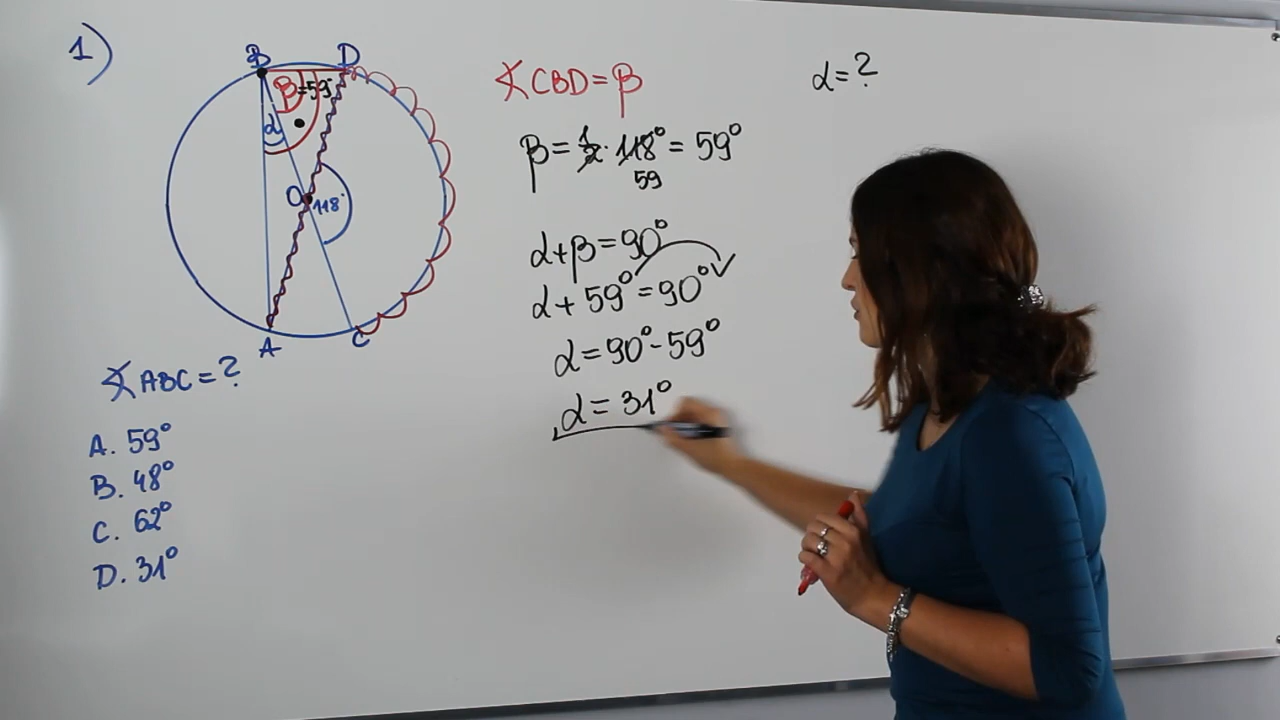 1)
B
D
β=59°
α
O
118°
A
C
∢ABC=?
A. 59°
B. 48°
C. 62°
D. 31°
∢CBD=β
β=1/2·118°=59°
1
59
α+β=90°
α+59°=90°
α=90°-59°
α=31°
α=?